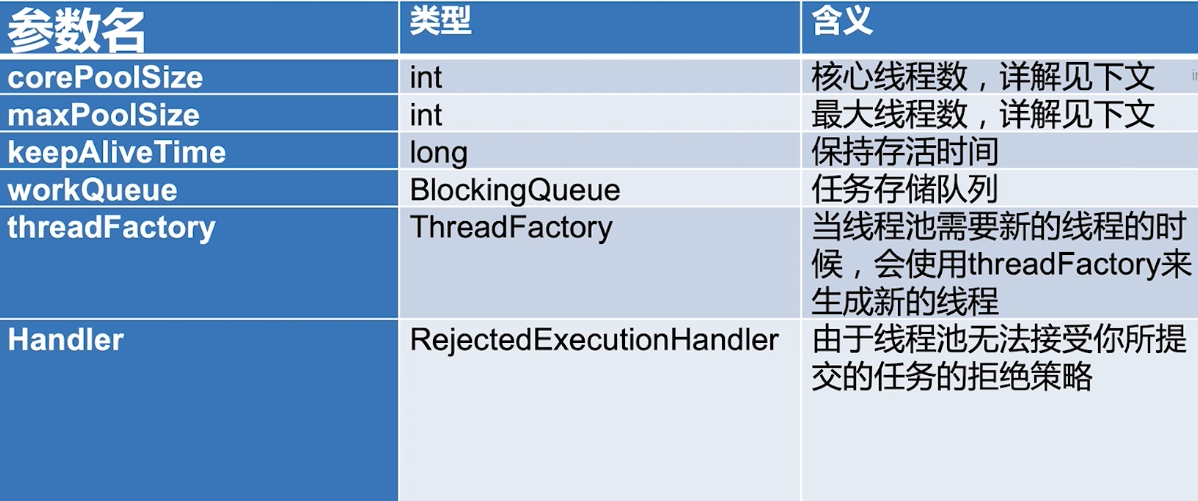 参数名 类型 含义
corePoolSize int 核心线程数，详解见下文
maxPoolSize int 最大线程数，详解见下文
keepAliveTime long 保持存活时间
workQueue BlockingQueue 任务存储队列
threadFactory ThreadFactory 当线程池需要新的线程的时
候，会使用threadFactory来
生成新的线程
Handler RejectedExecutionHandler 由于线程池无法接受你所提
交的任务的拒绝策略